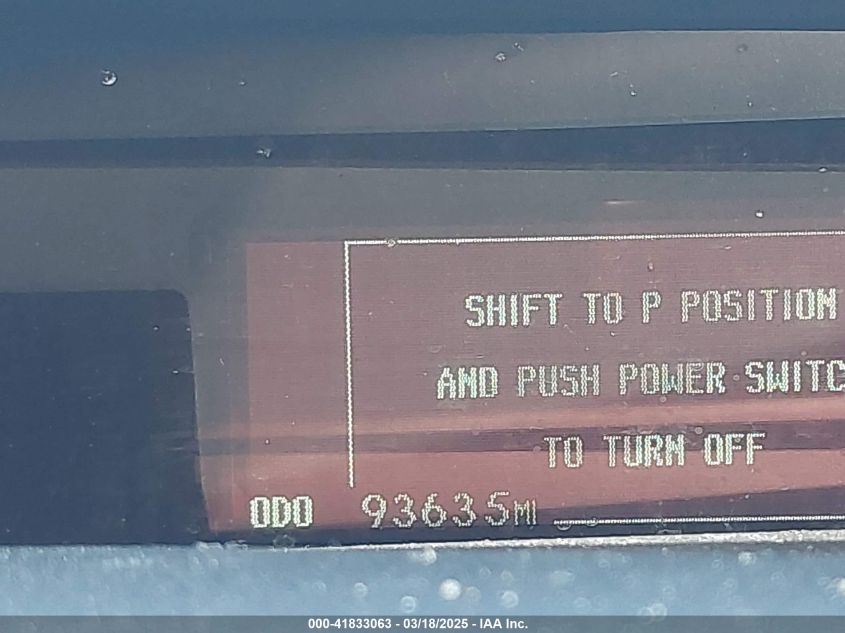 SHIFT TO P POSITION
AND PUSH POWER SWITC
TO TURN OFF
ODO 93635MI
000-41833063 - 03/18/2025 - IAA Inc.